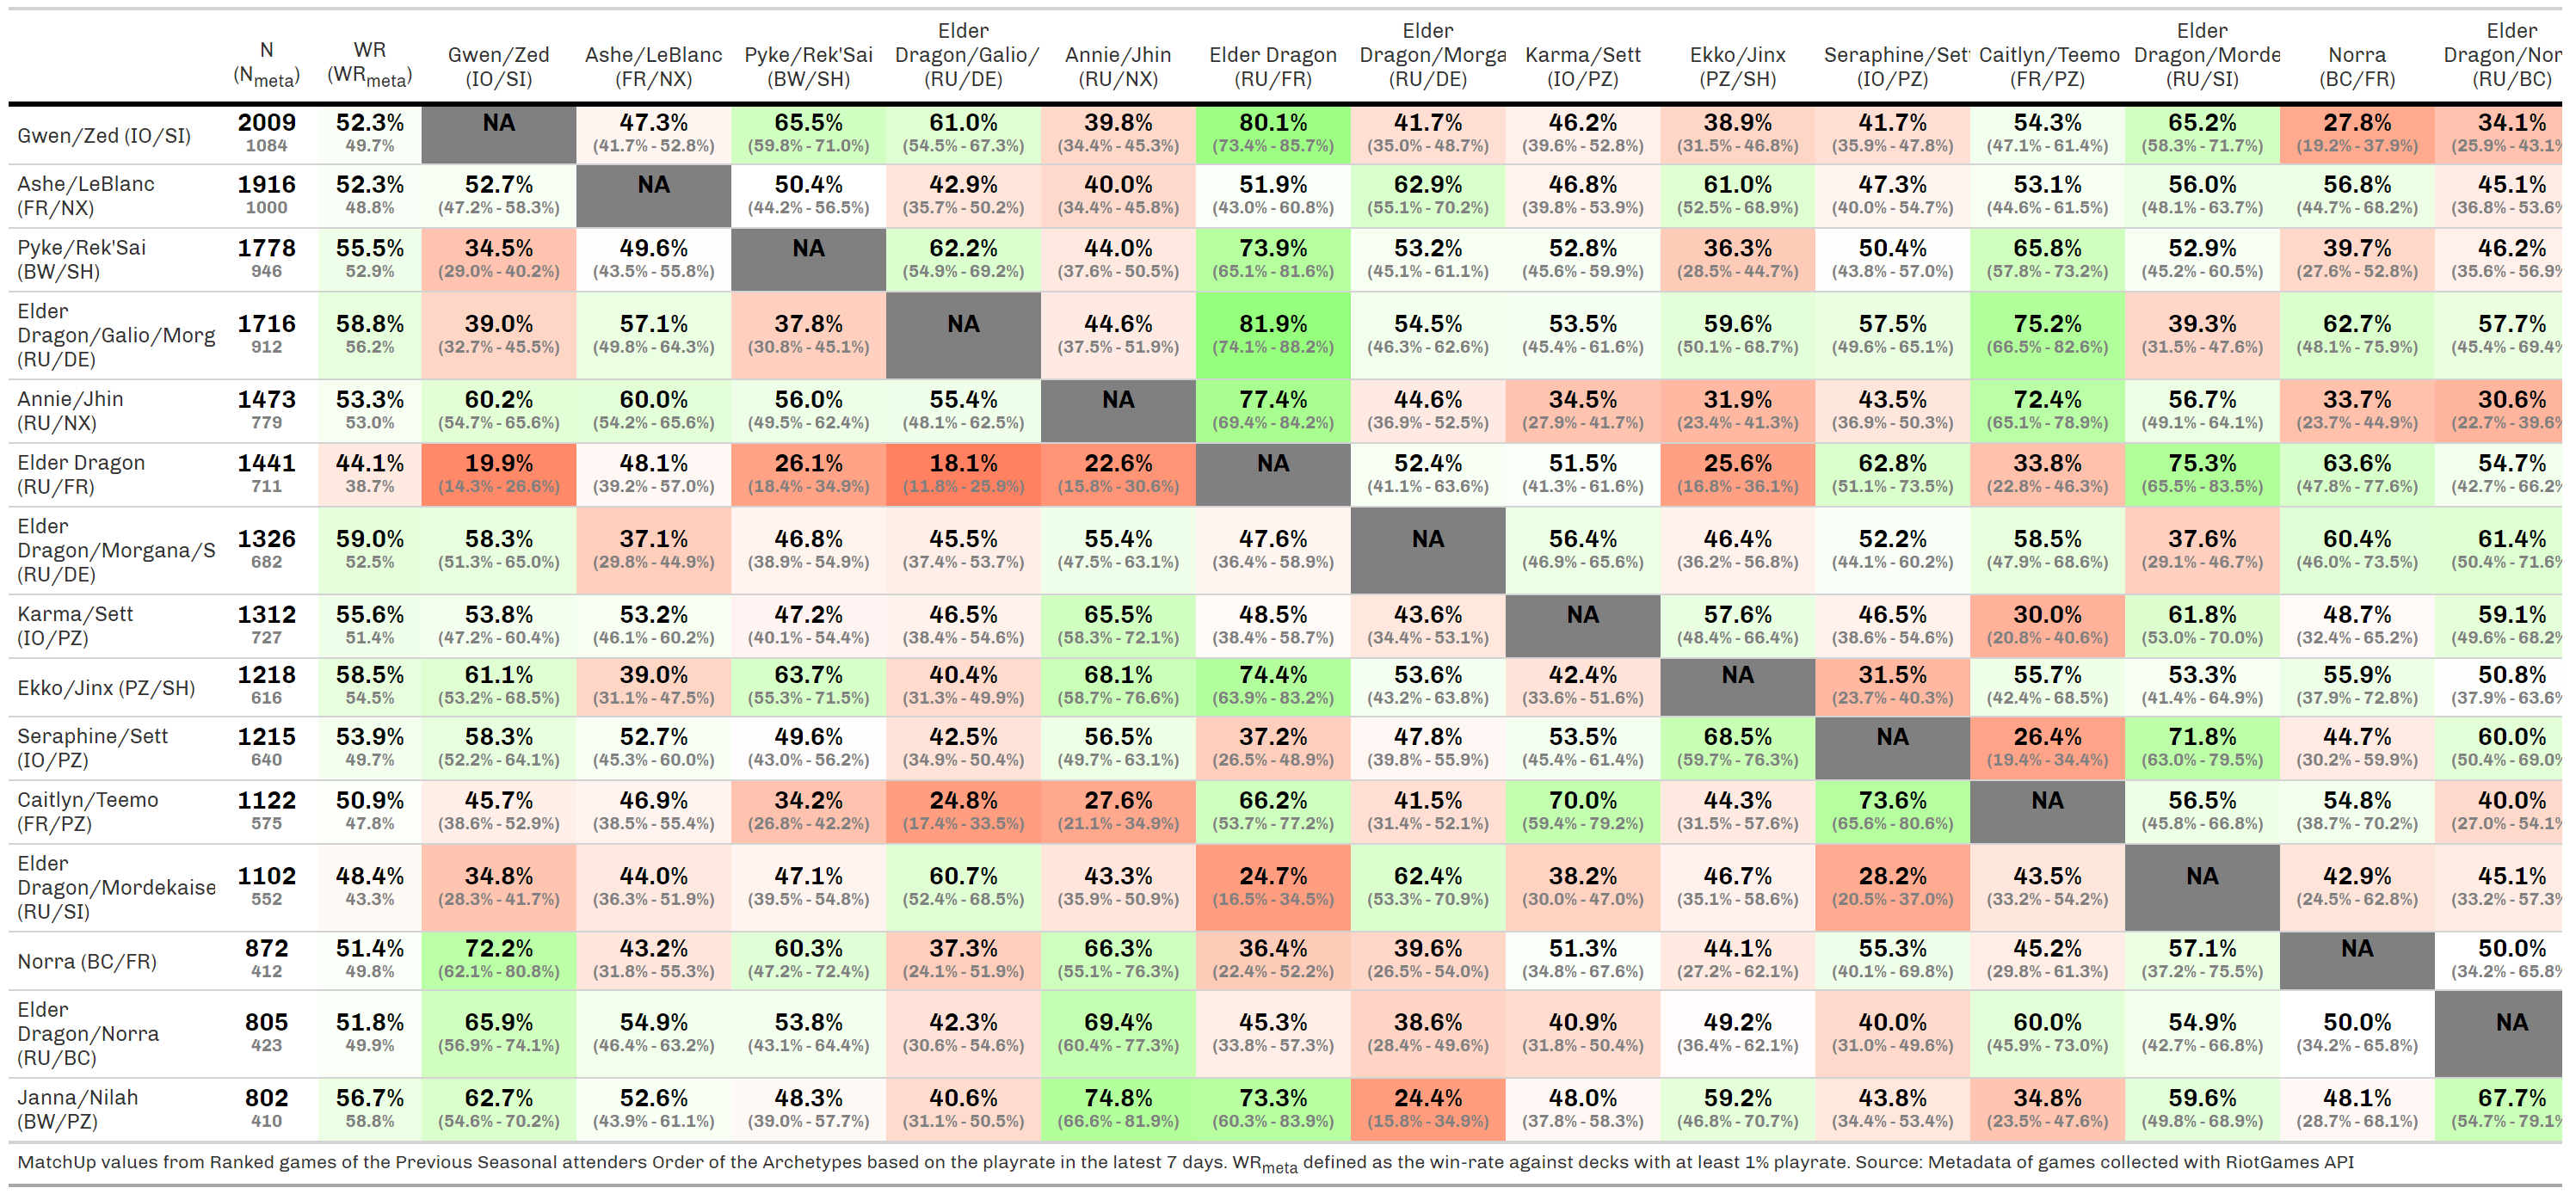 N (Nmeta) WR (WRmeta) Gwen/Zed (IO/SI) Ashe/LeBlanc (FR/NX) Pyke/Rek'Sai (BW/SH) Elder Dragon/Galio/ (RU/DE) Annie/Jhin (RU/NX) Elder Dragon (RU/FR) Elder Dragon/Morga (RU/DE) Karma/Sett (IO/PZ) Ekko/Jinx (PZ/SH) Seraphine/Set (IO/PZ) Caitlyn/Teemo (FR/PZ) Elder Dragon/Morde (RU/SI) Norra (BC/FR) Elder Dragon/Nor (RU/BC)
Gwen/Zed (IO/SI) 2009 52.3% NA 47.3% 65.5% 61.0% 39.8% 80.1% 41.7% 46.2% 38.9% 41.7% 54.3% 65.2% 27.8% 34.1%
1084 49.7% (41.7% - 52.8%) (59.8% - 71.0%) (54.5% - 67.3%) (34.4% - 45.3%) (73.4% - 85.7%) (35.0% - 48.7%) (39.6% - 52.8%) (31.5% - 46.8%) (35.9% - 47.8%) (47.1% - 61.4%) (58.3% - 71.7%) (19.2% - 37.9%) (25.9% - 43.1%
Ashe/LeBlanc 1916 52.3% 52.7% NA 50.4% 42.9% 40.0% 51.9% 62.9% 46.8% 61.0% 47.3% 53.1% 56.0% 56.8% 45.1%
(FR/NX) 1000 48.8% (47.2% - 58.3%) (44.2% - 56.5%) (35.7% - 50.2%) (34.4% - 45.8%) (43.0% - 60.8%) (55.1% - 70.2%) (39.8% - 53.9%) (52.5% - 68.9%) (40.0% - 54.7%) (44.6% - 61.5%) (48.1% - 63.7%) (44.7% - 68.2%) (36.8% - 53.6%
Pyke/Rek'Sai 1778 55.5% 34.5% 49.6% NA 62.2% 44.0% 73.9% 53.2% 52.8% 36.3% 50.4% 65.8% 52.9% 39.7% 46.2%
(BW/SH) 946 52.9% (29.0% - 40.2%) (43.5% - 55.8%) (54.9% - 69.2%) (37.6% - 50.5%) (65.1% - 81.6%) (45.1% - 61.1%) (45.6% - 59.9%) (28.5% - 44.7%) (43.8% - 57.0%) (57.8% - 73.2%) (45.2% - 60.5%) (27.6% - 52.8%) (35.6% - 56.9%
Elder
Dragon/Galio/Morg 1716 58.8% 39.0% 57.1% 37.8% NA 44.6% 81.9% 54.5% 53.5% 59.6% 57.5% 75.2% 39.3% 62.7% 57.7%
(RU/DE) 912 56.2% (32.7% - 45.5%) (49.8% - 64.3%) (30.8% - 45.1%) (37.5% - 51.9%) (74.1% - 88.2%) (46.3% - 62.6%) (45.4% - 61.6%) (50.1% - 68.7%) (49.6% - 65.1%) (66.5% - 82.6%) (31.5% - 47.6%) (48.1% - 75.9%) (45.4% - 69.4%
Annie/Jhin 1473 53.3% 60.2% 60.0% 56.0% 55.4% NA 77.4% 44.6% 34.5% 31.9% 43.5% 72.4% 56.7% 33.7% 30.6%
(RU/NX) 779 53.0% (54.7% - 65.6%) (54.2% - 65.6%) (49.5% - 62.4%) (48.1% - 62.5%) (69.4% - 84.2%) (36.9% - 52.5%) (27.9% - 41.7%) (23.4% - 41.3%) (36.9% - 50.3%) (65.1% - 78.9%) (49.1% - 64.1%) (23.7% - 44.9%) (22.7% - 39.6%
Elder Dragon 1441 44.1% 19.9% 48.1% 26.1% 18.1% 22.6% NA 52.4% 51.5% 25.6% 62.8% 33.8% 75.3% 63.6% 54.7%
(RU/FR) 711 38.7% (14.3% - 26.6%) (39.2% - 57.0%) (18.4% - 34.9%) (11.8% - 25.9%) (15.8% - 30.6%) (41.1% - 63.6%) (41.3% - 61.6%) (16.8% - 36.1%) (51.1% - 73.5%) (22.8% - 46.3%) (65.5% - 83.5%) (47.8% - 77.6%) (42.7% - 66.2%
Elder
Dragon/Morgana/S 1326 59.0% 58.3% 37.1% 46.8% 45.5% 55.4% 47.6% NA 56.4% 46.4% 52.2% 58.5% 37.6% 60.4% 61.4%
(RU/DE) 682 52.5% (51.3% - 65.0%) (29.8% - 44.9%) (38.9% - 54.9%) (37.4% - 53.7%) (47.5% - 63.1%) (36.4% - 58.9%) (46.9% - 65.6%) (36.2% - 56.8%) (44.1% - 60.2%) (47.9% - 68.6%) (29.1% - 46.7%) (46.0% - 73.5%) (50.4% - 71.6%
Karma/Sett 1312 55.6% 53.8% 53.2% 47.2% 46.5% 65.5% 48.5% 43.6% NA 57.6% 46.5% 30.0% 61.8% 48.7% 59.1%
(IO/PZ) 727 51.4% (47.2% - 60.4%) (46.1% - 60.2%) (40.1% - 54.4%) (38.4% - 54.6%) (58.3% - 72.1%) (38.4% - 58.7%) (34.4% - 53.1%) (48.4% - 66.4%) (38.6% - 54.6%) (20.8% - 40.6%) (53.0% - 70.0%) (32.4% - 65.2%) (49.6% - 68.2%
Ekko/Jinx (PZ/SH) 1218 58.5% 61.1% 39.0% 63.7% 40.4% 68.1% 74.4% 53.6% 42.4% NA 31.5% 55.7% 53.3% 55.9% 50.8%
616 54.5% (53.2% - 68.5%) (31.1% - 47.5%) (55.3% - 71.5%) (31.3% - 49.9%) (58.7% - 76.6%) (63.9% - 83.2%) (43.2% - 63.8%) (33.6% - 51.6%) (23.7% - 40.3%) (42.4% - 68.5%) (41.4% - 64.9%) (37.9% - 72.8%) (37.9% - 63.6%
Seraphine/Sett 1215 53.9% 58.3% 52.7% 49.6% 42.5% 56.5% 37.2% 47.8% 53.5% 68.5% NA 26.4% 71.8% 44.7% 60.0%
(IO/PZ) 640 49.7% (52.2% - 64.1%) (45.3% - 60.0%) (43.0% - 56.2%) (34.9% - 50.4%) (49.7% - 63.1%) (26.5% - 48.9%) (39.8% - 55.9%) (45.4% - 61.4%) (59.7% - 76.3%) (19.4% - 34.4%) (63.0% - 79.5%) (30.2% - 59.9%) (50.4% - 69.0%
Caitlyn/Teemo 1122 50.9% 45.7% 46.9% 34.2% 24.8% 27.6% 66.2% 41.5% 70.0% 44.3% 73.6% NA 56.5% 54.8% 40.0%
(FR/PZ) 575 47.8% (38.6% - 52.9%) (38.5% - 55.4%) (26.8% - 42.2%) (17.4% - 33.5%) (21.1% - 34.9%) (53.7% - 77.2%) (31.4% - 52.1%) (59.4% - 79.2%) (31.5% - 57.6%) (65.6% - 80.6%) (45.8% - 66.8%) (38.7% - 70.2%) (27.0% - 54.1%
Elder
Dragon/Mordekaise 1102 48.4% 34.8% 44.0% 47.1% 60.7% 43.3% 24.7% 62.4% 38.2% 46.7% 28.2% 43.5% NA 42.9% 45.1%
(RU/SI) 552 43.3% (28.3% - 41.7%) (36.3% - 51.9%) (39.5% - 54.8%) (52.4% - 68.5%) (35.9% - 50.9%) (16.5% - 34.5%) (53.3% - 70.9%) (30.0% - 47.0%) (35.1% - 58.6%) (20.5% - 37.0%) (33.2% - 54.2%) (24.5% - 62.8%) (33.2% - 57.3%
Norra (BC/FR) 872 51.4% 72.2% 43.2% 60.3% 37.3% 66.3% 36.4% 39.6% 51.3% 44.1% 55.3% 45.2% 57.1% NA 50.0%
412 49.8% (62.1% - 80.8%) (31.8% - 55.3%) (47.2% - 72.4%) (24.1% - 51.9%) (55.1% - 76.3%) (22.4% - 52.2%) (26.5% - 54.0%) (34.8% - 67.6%) (27.2% - 62.1%) (40.1% - 69.8%) (29.8% - 61.3%) (37.2% - 75.5%) (34.2% - 65.8%
Elder
Dragon/Norra 805 51.8% 65.9% 54.9% 53.8% 42.3% 69.4% 45.3% 38.6% 40.9% 49.2% 40.0% 60.0% 54.9% 50.0% NA
(RU/BC) 423 49.9% (56.9% - 74.1%) (46.4% - 63.2%) (43.1% - 64.4%) (30.6% - 54.6%) (60.4% - 77.3%) (33.8% - 57.3%) (28.4% - 49.6%) (31.8% - 50.4%) (36.4% - 62.1%) (31.0% - 49.6%) (45.9% - 73.0%) (42.7% - 66.8%) (34.2% - 65.8%)
Janna/Nilah 802 56.7% 62.7% 52.6% 48.3% 40.6% 74.8% 73.3% 24.4% 48.0% 59.2% 43.8% 34.8% 59.6% 48.1% 67.7%
(BW/PZ) 410 58.8% (54.6% - 70.2%) (43.9% - 61.1%) (39.0% - 57.7%) (31.1% - 50.5%) (66.6% - 81.9%) (60.3% - 83.9%) (15.8% - 34.9%) (37.8% - 58.3%) (46.8% - 70.7%) (34.4% - 53.4%) (23.5% - 47.6%) (49.8% - 68.9%) (28.7% - 68.1%) (54.7% - 79.1%
MatchUp values from Ranked games of the Previous Seasonal attenders Order of the Archetypes based on the playrate in the latest 7 days. WRmeta defined as the win-rate against decks with at least 1% playrate. Source: Metadata of games collected with RiotGames API